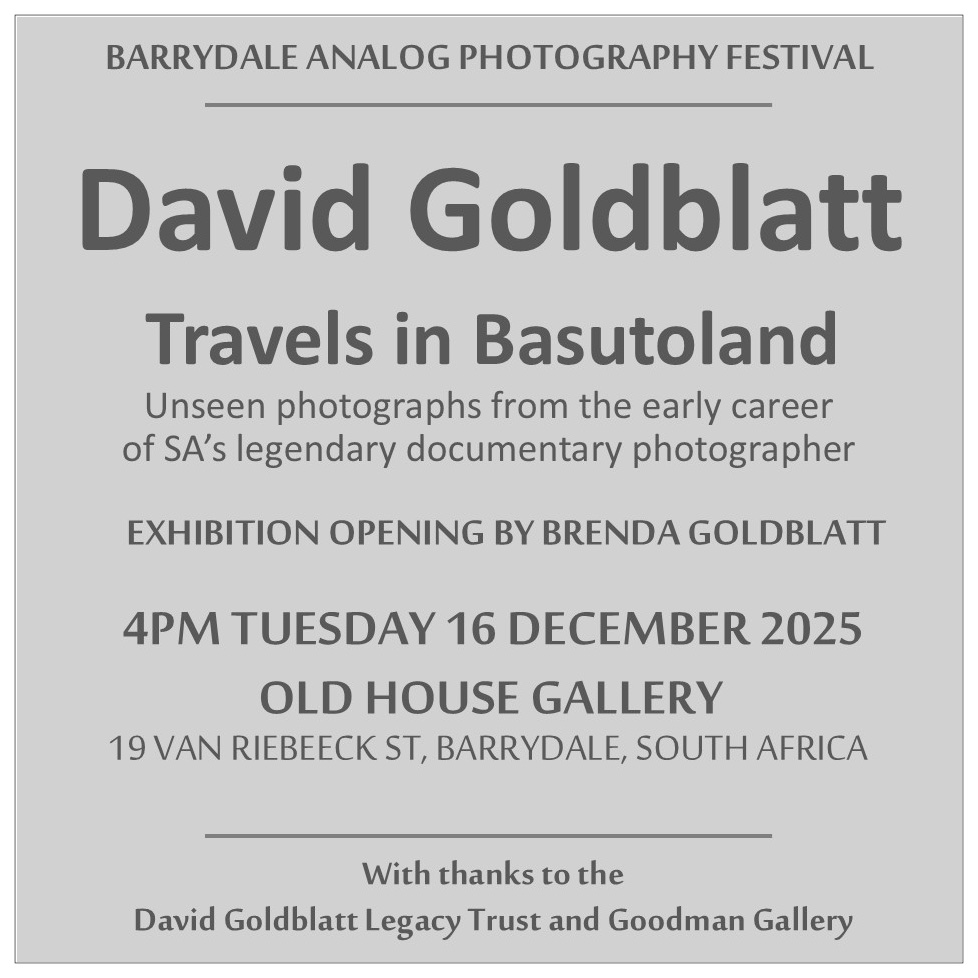 BARRYDALE ANALOG PHOTOGRAPHY FESTIVAL
David Goldblatt
Travels in Basutoland
Unseen photographs from the early career
of SA’s legendary documentary photographer
EXHIBITION OPENING BY BRENDA GOLDBLATT
4PM TUESDAY 16 DECEMBER 2025
OLD HOUSE GALLERY
19 VAN RIEBEECK ST, BARRYDALE, SOUTH AFRICA
With thanks to the
David Goldblatt Legacy Trust and Goodman Gallery